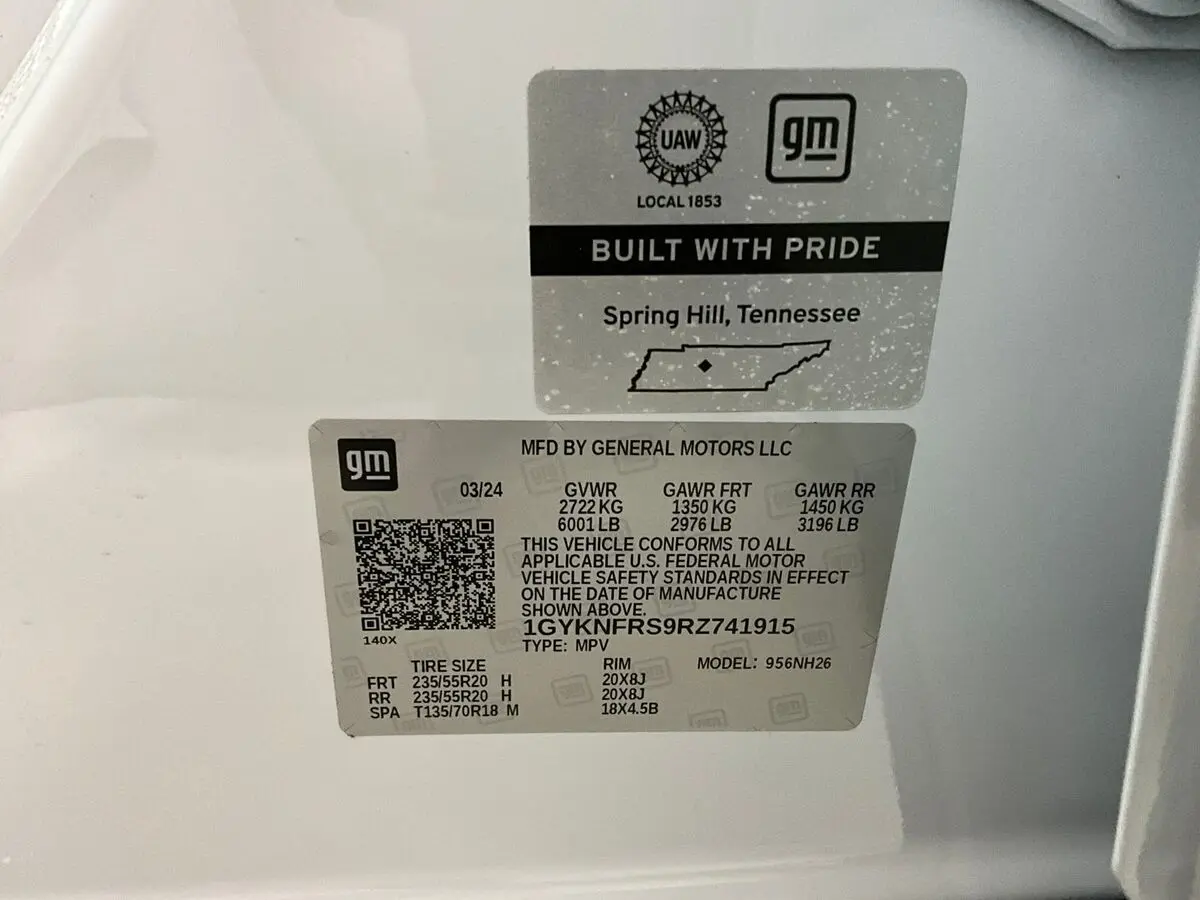 UAW
gm
LOCAL 1853
BUILT WITH PRIDE
Spring Hill, Tennessee
gm
MFD BY GENERAL MOTORS LLC
03/24 GVWR GAWR FRT GAWR RR
2722 KG 1350 KG 1450 KG
6001 LB 2976 LB 3196 LB
THIS VEHICLE CONFORMS TO ALL
APPLICABLE U.S. FEDERAL MOTOR
VEHICLE SAFETY STANDARDS IN EFFECT
ON THE DATE OF MANUFACTURE
SHOWN ABOVE.
1GYKNFRS9RZ741915
140X
TYPE: MPV
TIRE SIZE RIM MODEL: 956NH26
FRT 235/55R20 H 20X8J
RR 235/55R20 H 20X8J
SPA T135/70R18 M 18X4.5B